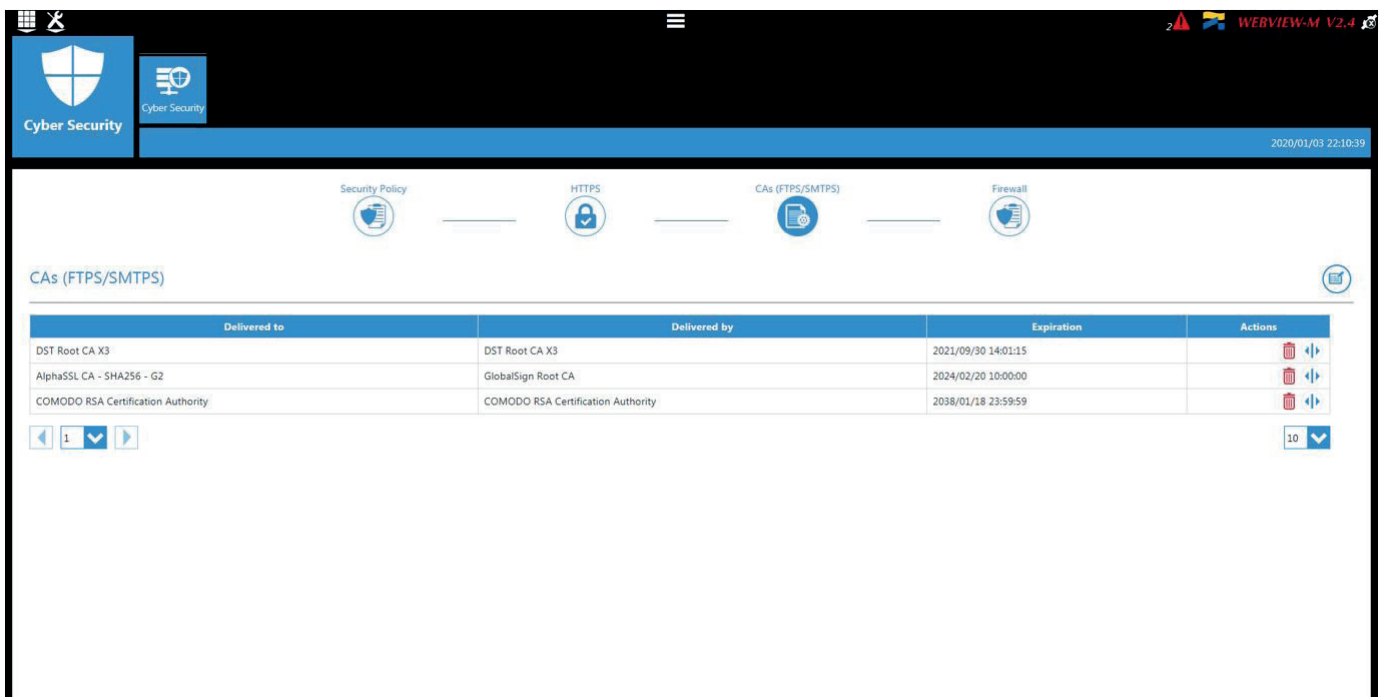 2
WEBVIEW-M V2.4
Cyber Security
Cyber Security
2020/01/03 22:10:39
Security Policy HTTPS CAs (FTPS/SMTPS) Firewall
CAs (FTPS/SMTPS)
Delivered to Delivered by Expiration Actions
DST Root CA X3 DST Root CA X3 2021/09/30 14:01:15
AlphaSSL CA - SHA256 - G2 GlobalSign Root CA 2024/02/20 10:00:00
COMODO RSA Certification Authority COMODO RSA Certification Authority 2038/01/18 23:59:59
1 10